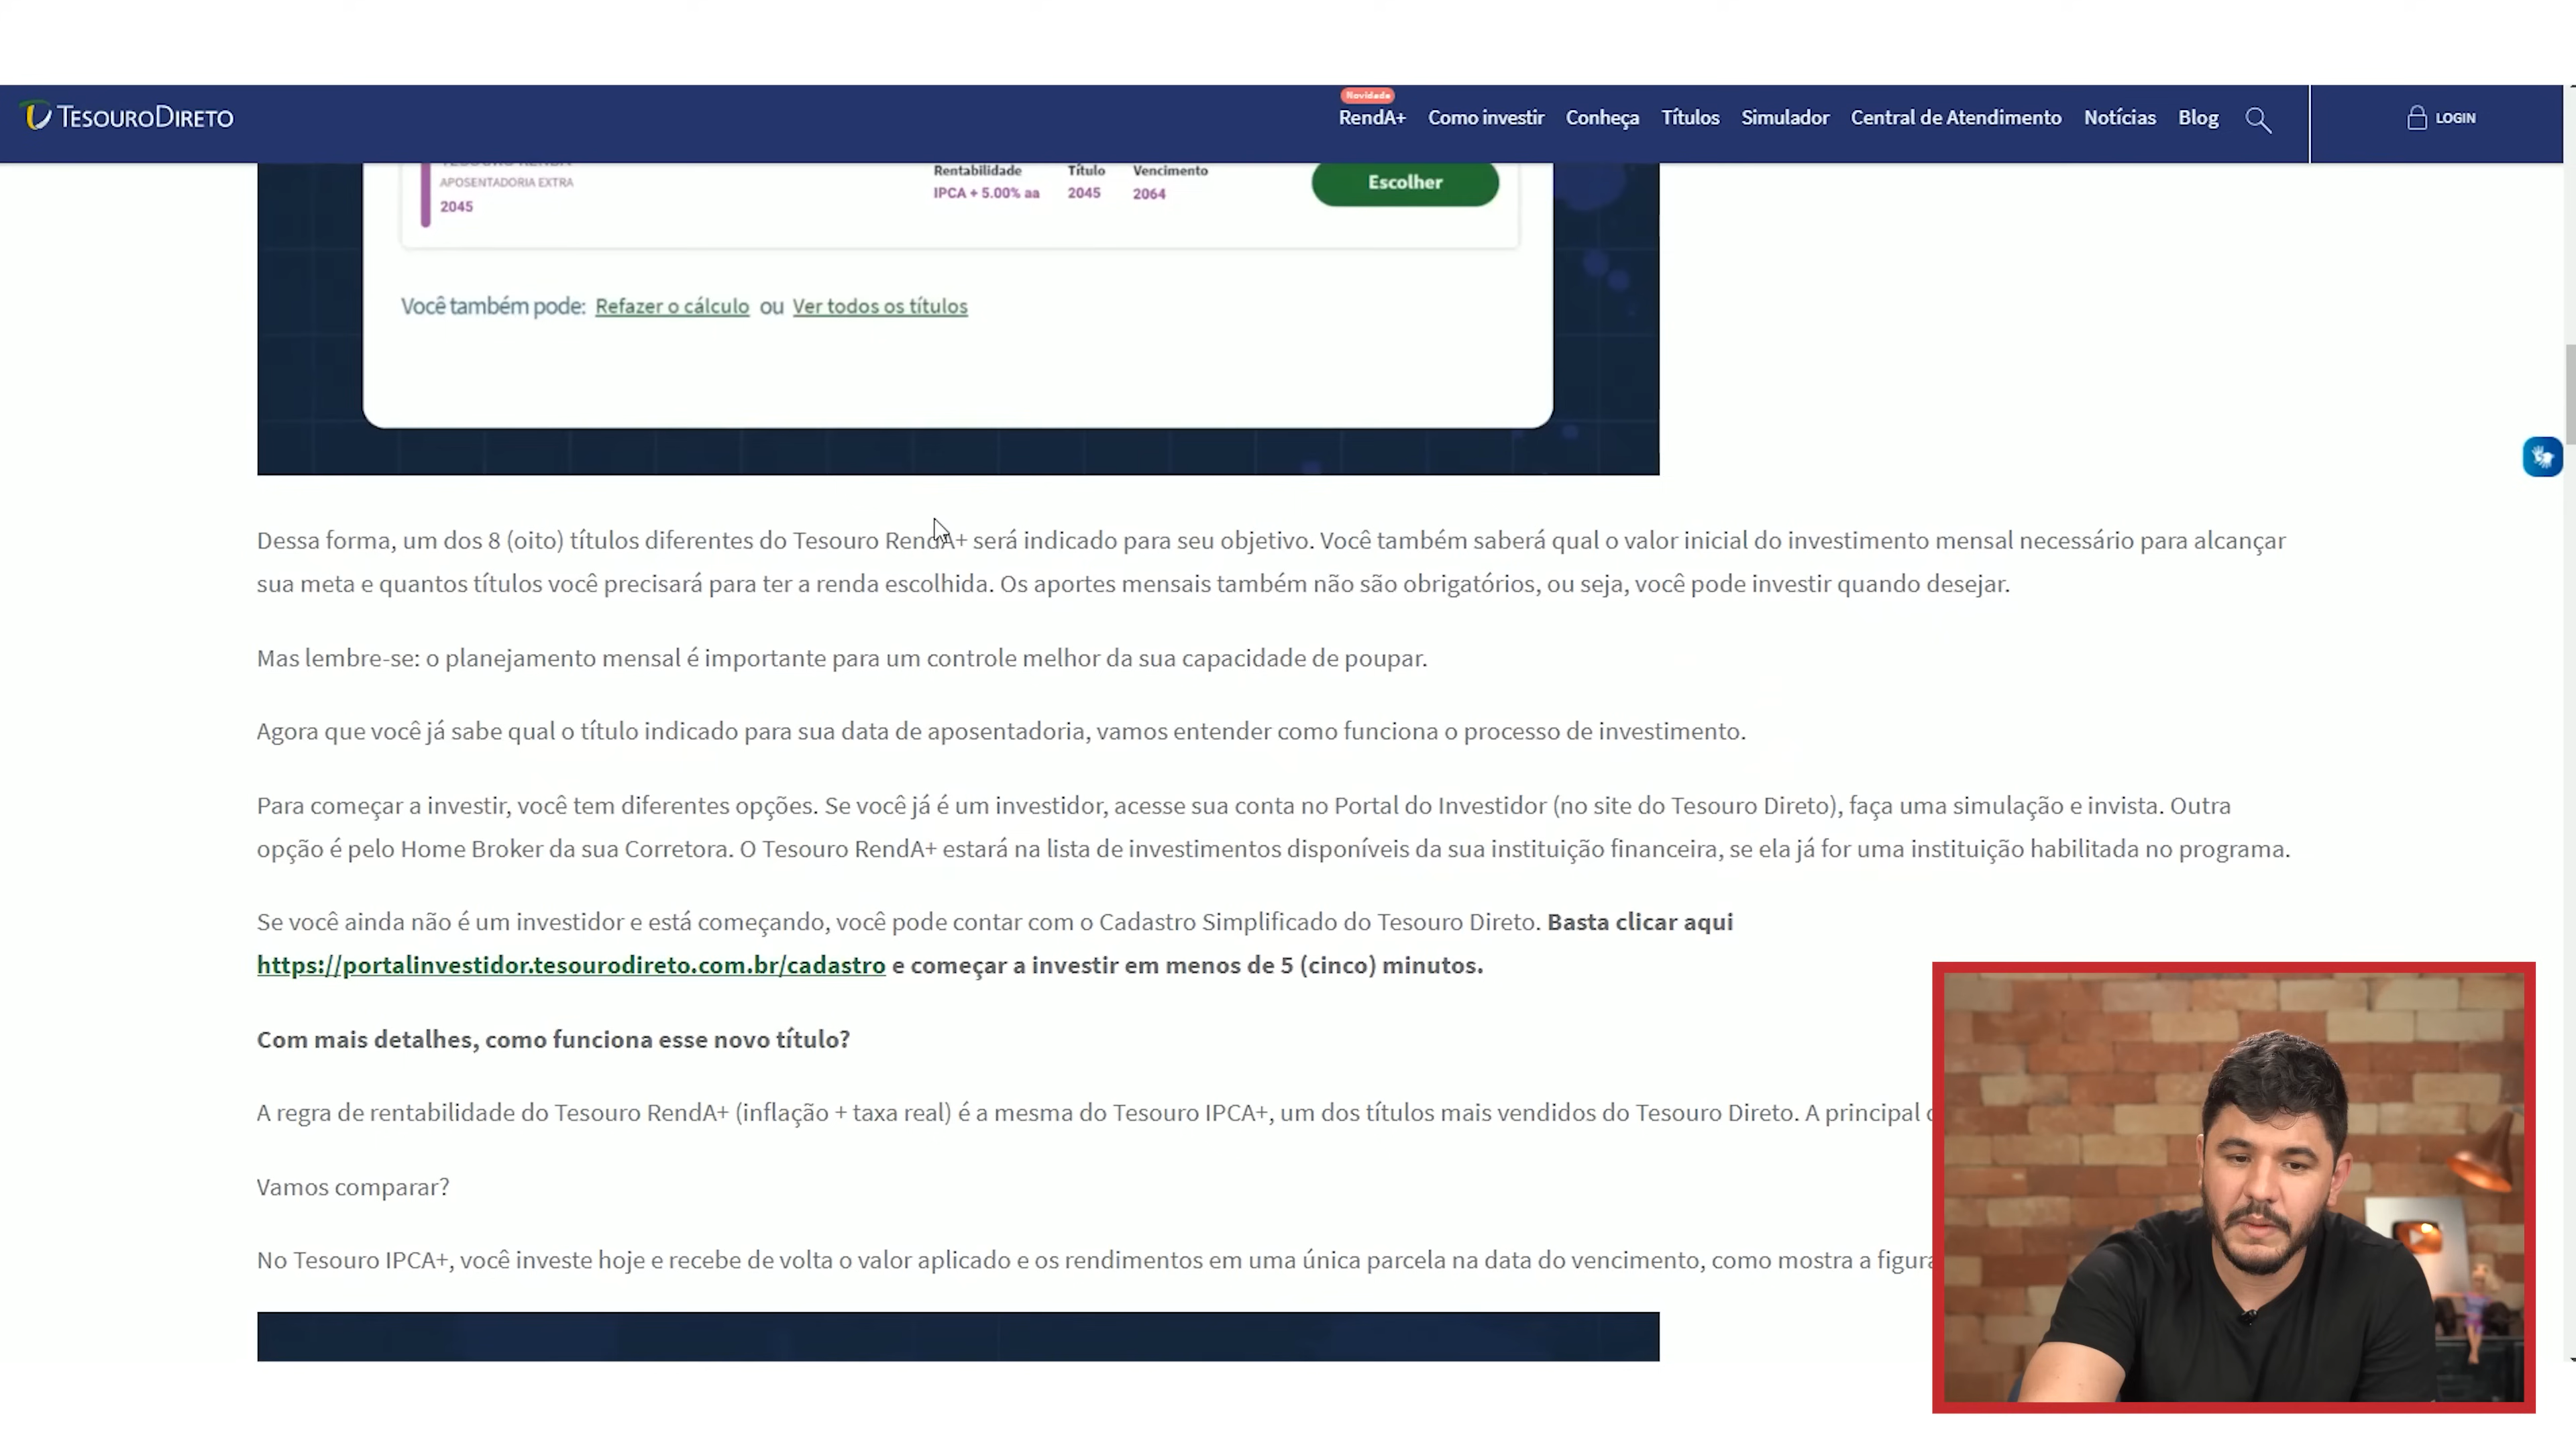 TESOURODIRETO
Novidade
RendA+ Como investir Conheça Títulos Simulador Central de Atendimento Notícias Blog LOGIN
TESOURO RENDA+
APOSENTADORIA EXTRA
2045
Rentabilidade Título Vencimento
IPCA + 5.00% aa 2045 2064
Escolher
Você também pode: Refazer o cálculo ou Ver todos os títulos
Dessa forma, um dos 8 (oito) títulos diferentes do Tesouro RendA+ será indicado para seu objetivo. Você também saberá qual o valor inicial do investimento mensal necessário para alcançar
sua meta e quantos títulos você precisará para ter a renda escolhida. Os aportes mensais também não são obrigatórios, ou seja, você pode investir quando desejar.
Mas lembre-se: o planejamento mensal é importante para um controle melhor da sua capacidade de poupar.
Agora que você já sabe qual o título indicado para sua data de aposentadoria, vamos entender como funciona o processo de investimento.
Para começar a investir, você tem diferentes opções. Se você já é um investidor, acesse sua conta no Portal do Investidor (no site do Tesouro Direto), faça uma simulação e invista. Outra
opção é pelo Home Broker da sua Corretora. O Tesouro RendA+ estará na lista de investimentos disponíveis da sua instituição financeira, se ela já for uma instituição habilitada no programa.
Se você ainda não é um investidor e está começando, você pode contar com o Cadastro Simplificado do Tesouro Direto. Basta clicar aqui
https://portalinvestidor.tesourodireto.com.br/cadastro e começar a investir em menos de 5 (cinco) minutos.
Com mais detalhes, como funciona esse novo título?
A regra de rentabilidade do Tesouro RendA+ (inflação + taxa real) é a mesma do Tesouro IPCA+, um dos títulos mais vendidos do Tesouro Direto. A principal
Vamos comparar?
No Tesouro IPCA+, você investe hoje e recebe de volta o valor aplicado e os rendimentos em uma única parcela na data do vencimento, como mostra a figura